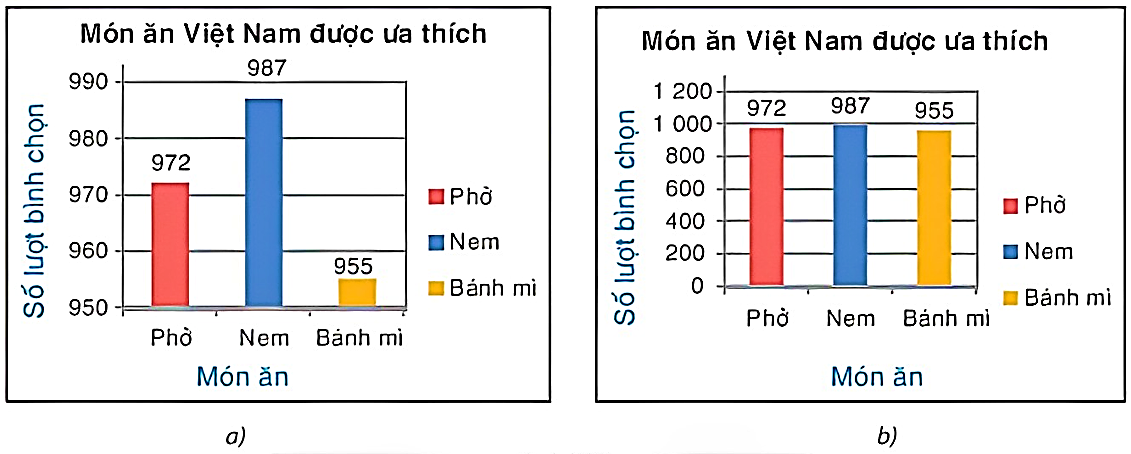 Món ăn Việt Nam được ưa thích
Số lượt bình chọn
990
980
970
960
950
972
987
955
Phở
Nem
Bánh mì
Món ăn
Phở
Nem
Bánh mì
a)
Món ăn Việt Nam được ưa thích
Số lượt bình chọn
1 200
1 000
800
600
400
200
0
972
987
955
Phở
Nem
Bánh mì
Món ăn
Phở
Nem
Bánh mì
b)